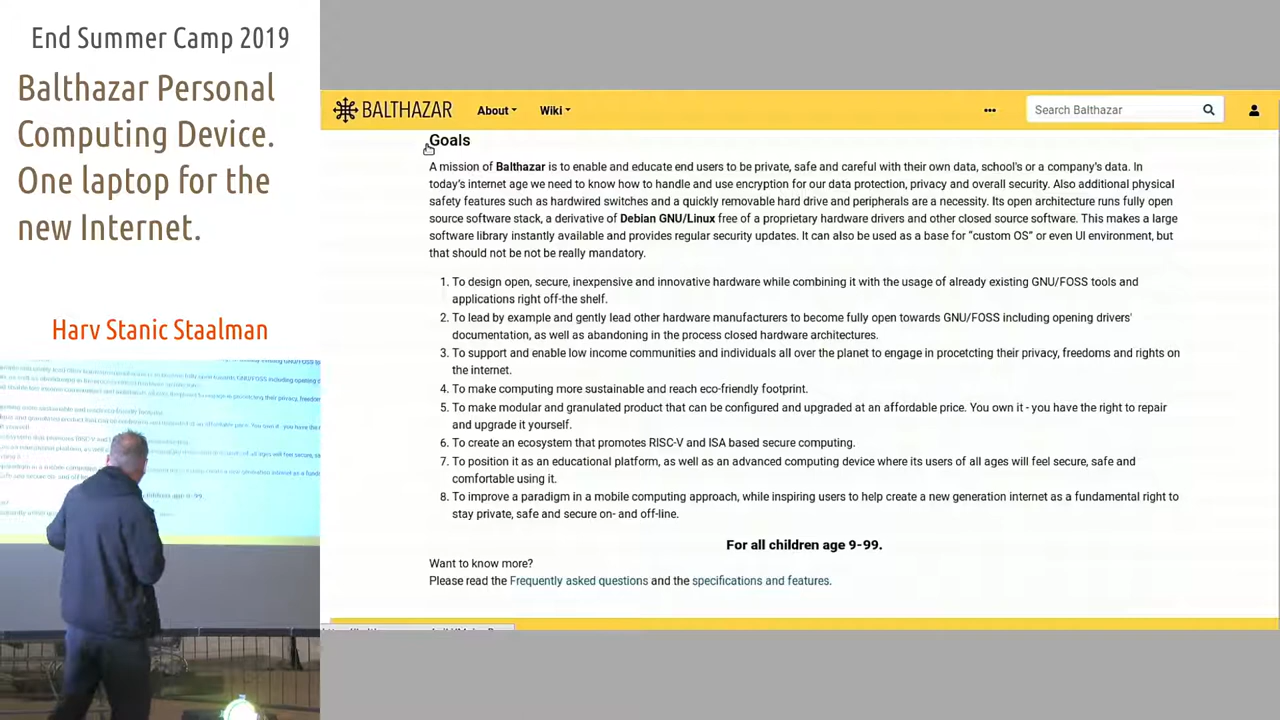 End Summer Camp 2019
Balthazar Personal
Computing Device.
One laptop for the
new Internet.
Harv Stanic Staalman
BALTHAZAR
About
Wiki
Search Balthazar
Goals
A mission of Balthazar is to enable and educate end users to be private, safe and careful with their own data, school's or a company's data. In
today's internet age we need to know how to handle and use encryption for our data protection, privacy and overall security. Also additional physical
safety features such as hardwired switches and a quickly removable hard drive and peripherals are a necessity. Its open architecture runs fully open
source software stack, a derivative of Debian GNU/Linux free of a proprietary hardware drivers and other closed source software. This makes a large
software library instantly available and provides regular security updates. It can also be used as a base for "custom OS" or even UI environment, but
that should not be not be really mandatory.
1. To design open, secure, inexpensive and innovative hardware while combining it with the usage of already existing GNU/FOSS tools and
applications right off-the shelf.
2. To lead by example and gently lead other hardware manufacturers to become fully open towards GNU/FOSS including opening drivers'
documentation, as well as abandoning in the process closed hardware architectures.
3. To support and enable low income communities and individuals all over the planet to engage in procetcting their privacy, freedoms and rights on
the internet.
4. To make computing more sustainable and reach eco-friendly footprint.
5. To make modular and granulated product that can be configured and upgraded at an affordable price. You own it - you have the right to repair
and upgrade it yourself.
6. To create an ecosystem that promotes RISC-V and ISA based secure computing.
7. To position it as an educational platform, as well as an advanced computing device where its users of all ages will feel secure, safe and
comfortable using it.
8. To improve a paradigm in a mobile computing approach, while inspiring users to help create a new generation internet as a fundamental right to
stay private, safe and secure on- and off-line.
For all children age 9-99.
Want to know more?
Please read the Frequently asked questions and the specifications and features.